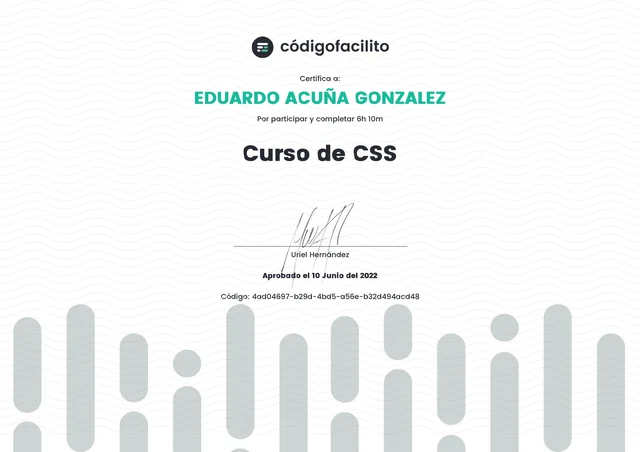 códigofacilito
Certifica a:
EDUARDO ACUÑA GONZALEZ
Por participar y completar 6h 10m
Curso de CSS
Uriel Hernández
Aprobado el 10 Junio del 2022
Código: 4ad04697-b29d-4bd5-a56e-b32d494acd48